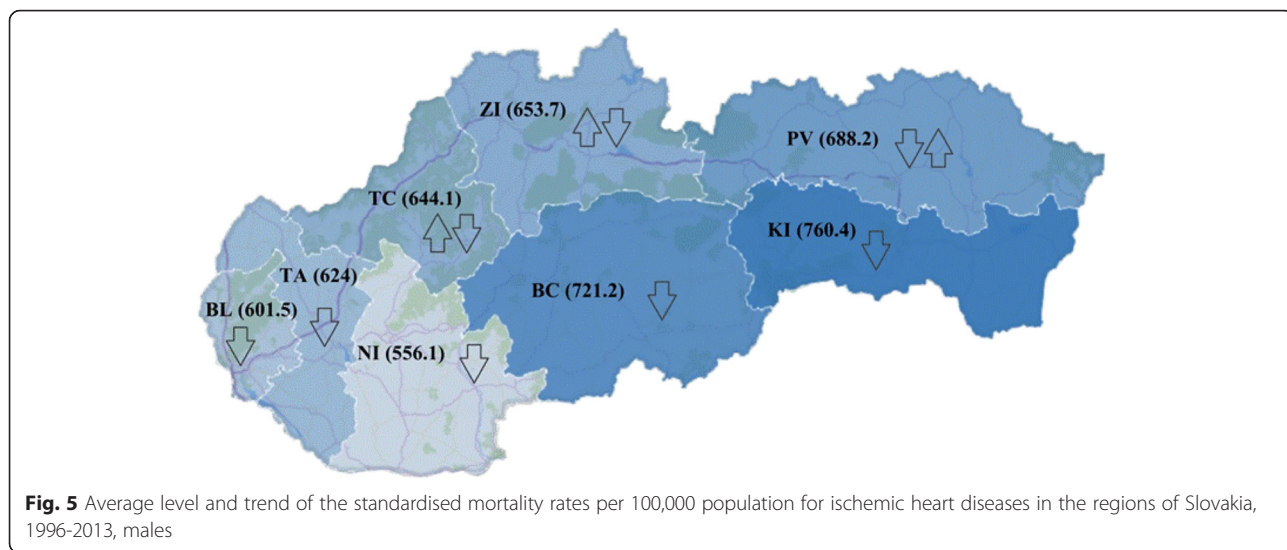 ZI (653.7)
PV (688.2)
TC (644.1)
KI (760.4)
TA (624)
BC (721.2)
BL (601.5)
NI (556.1)
Fig. 5 Average level and trend of the standardised mortality rates per 100,000 population for ischemic heart diseases in the regions of Slovakia,
1996-2013, males